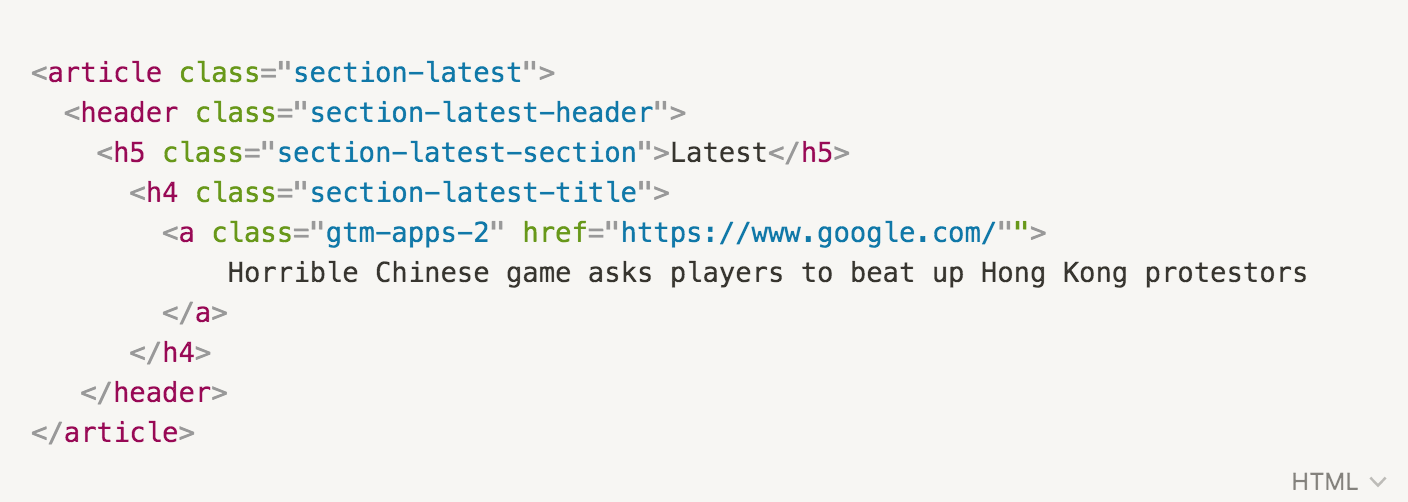 <article class="section-latest">
<header class="section-latest-header">
<h5 class="section-latest-section">Latest</h5>
<h4 class="section-latest-title">
<a class="gtm-apps-2" href="https://www.google.com/"">
Horrible Chinese game asks players to beat up Hong Kong protestors
</a>
</h4>
</header>
</article>
HTML